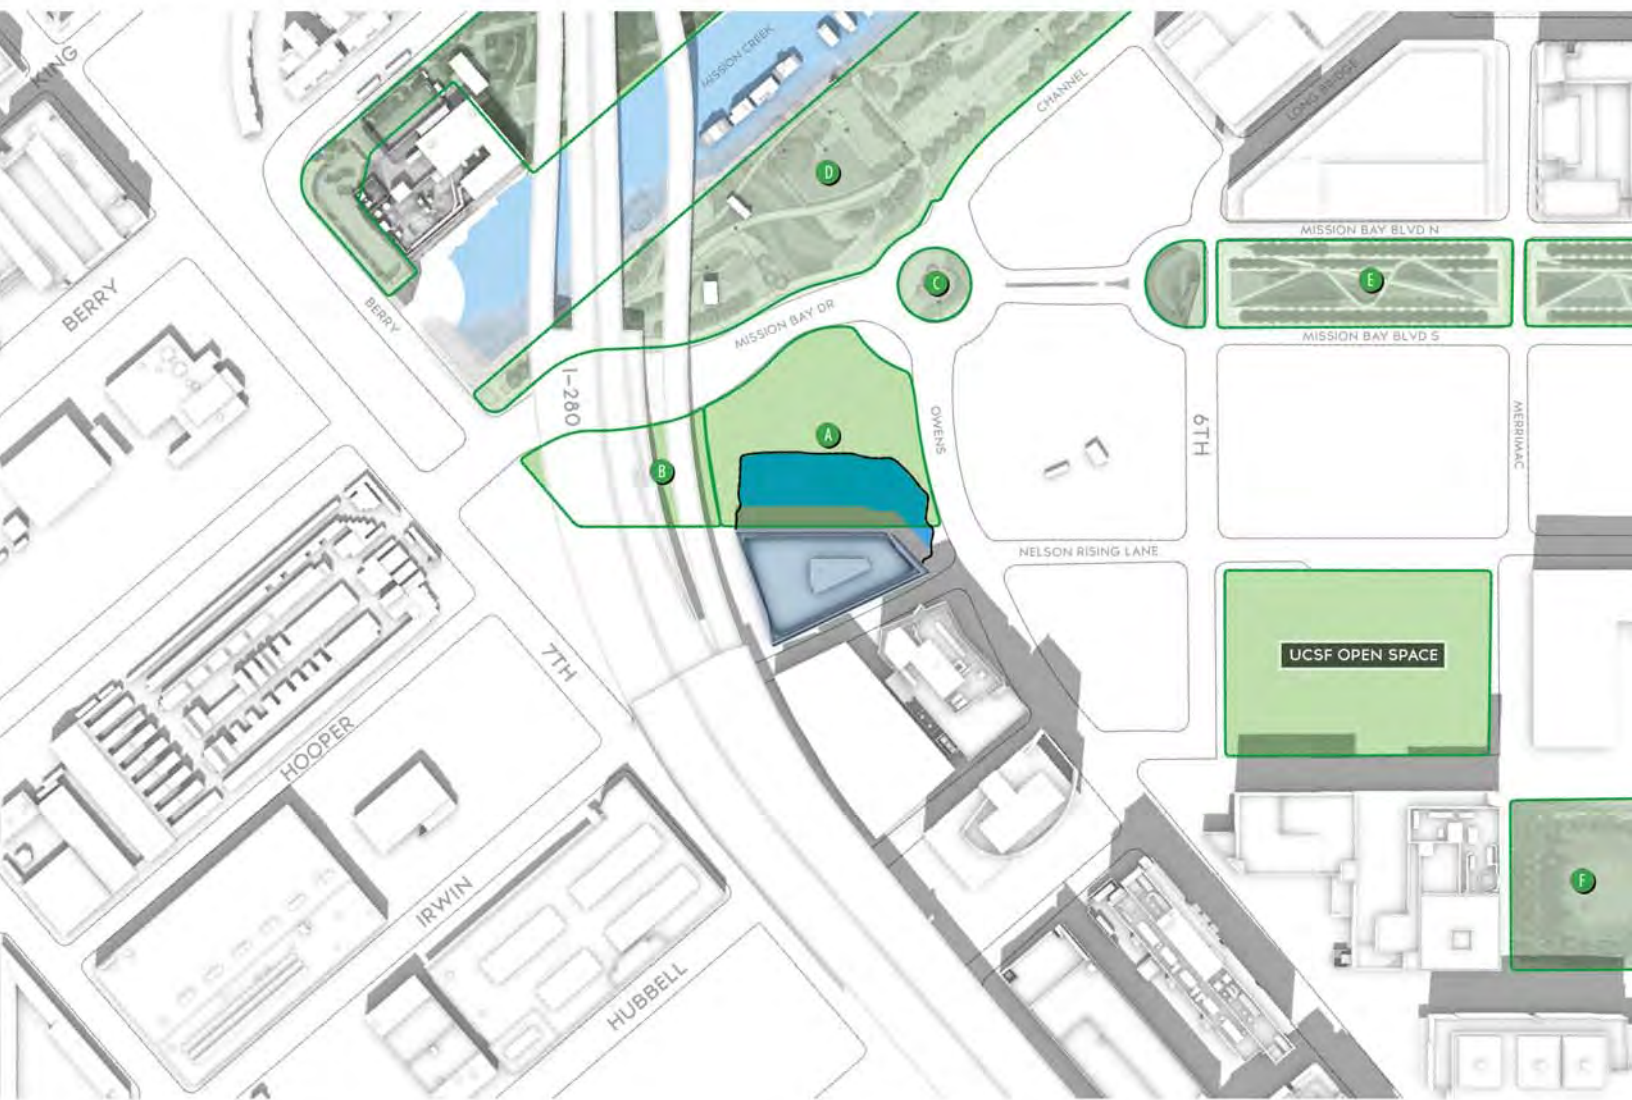 KING
MISSION CREEK
LONG BRIDGE
CHANNEL
D
MISSION BAY BLVD N
C
E
BERRY
BERRY
MISSION BAY DR
MISSION BAY BLVD S
I-280
OWENS
6TH
MERRIMAC
A
B
NELSON RISING LANE
UCSF OPEN SPACE
7TH
HOOPER
F
IRWIN
HUBBELL